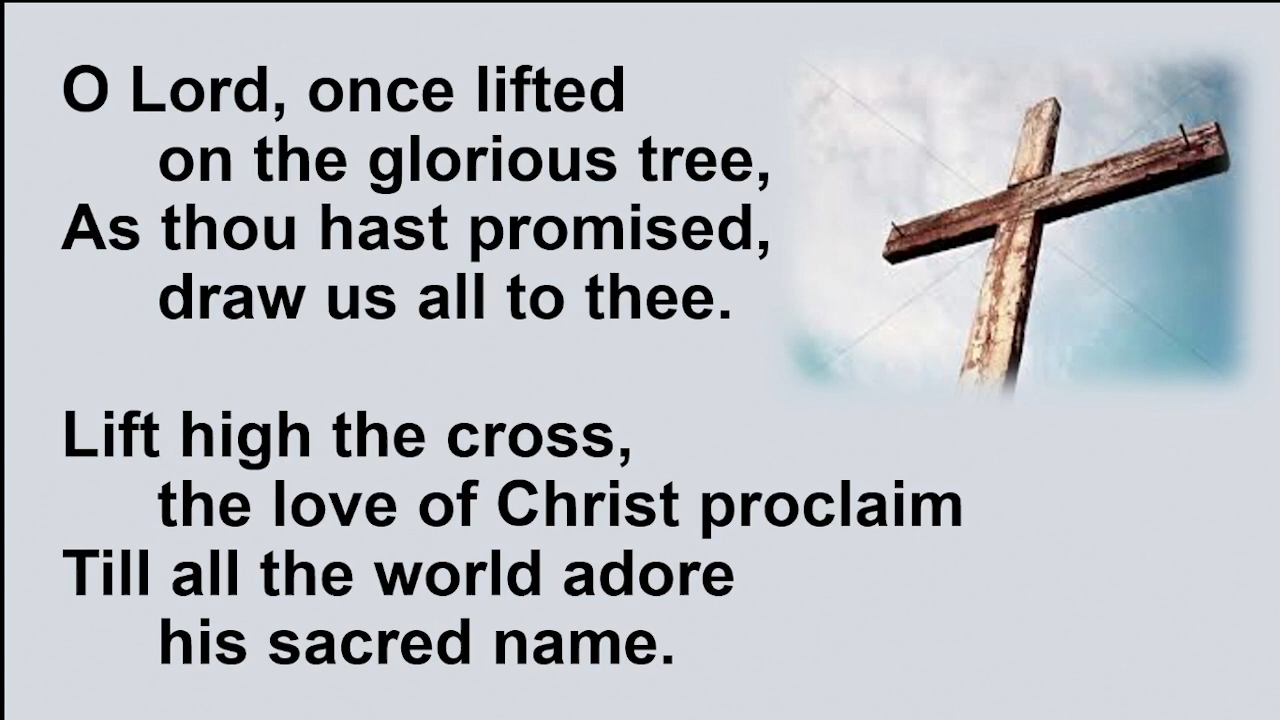 O Lord, once lifted
on the glorious tree,
As thou hast promised,
draw us all to thee.
Lift high the cross,
the love of Christ proclaim
Till all the world adore
his sacred name.